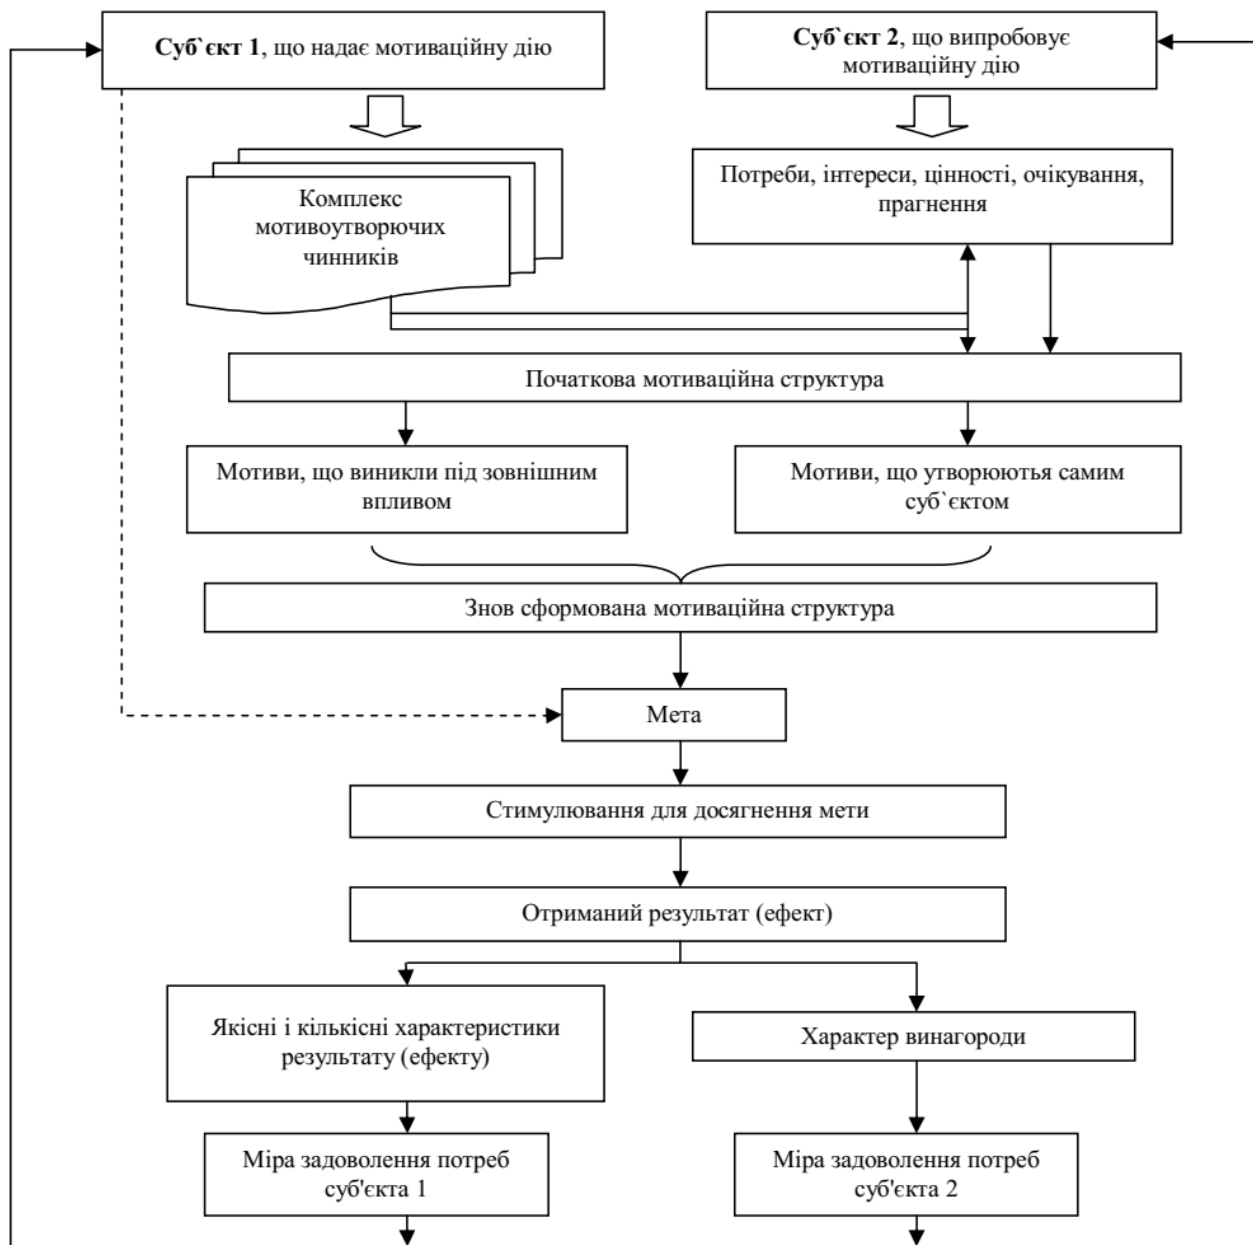 Суб`єкт 1, що надає мотиваційну дію
Суб`єкт 2, що випробовує
мотиваційну дію
Комплекс
мотивоутворюючих
чинників
Потреби, інтереси, цінності, очікування,
прагнення
Початкова мотиваційна структура
Мотиви, що виникли під зовнішним
впливом
Мотиви, що утворюютья самим
суб`єктом
Знов сформована мотиваційна структура
Мета
Стимулювання для досягнення мети
Отриманий результат (ефект)
Якісні і кількісні характеристики
результату (ефекту)
Характер винагороди
Міра задоволення потреб
суб'єкта 1
Міра задоволення потреб
суб'єкта 2